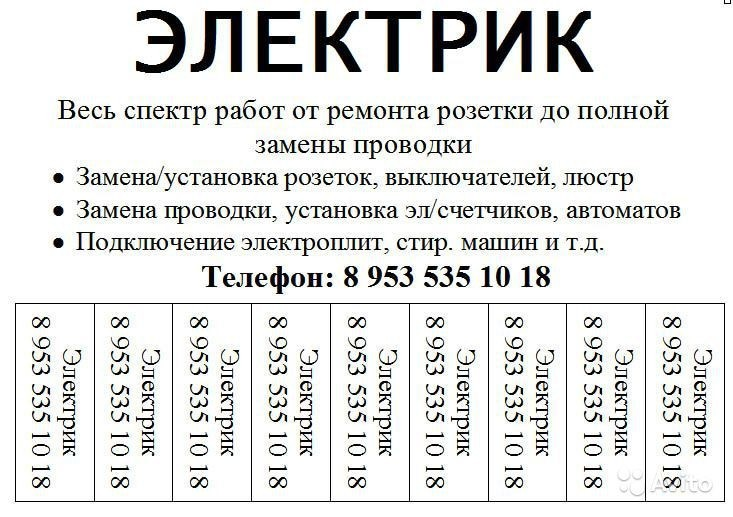 ЭЛЕКТРИК
Весь спектр работ от ремонта розетки до полной
замены проводки
• Замена/установка розеток, выключателей, люстр
• Замена проводки, установка эл/счетчиков, автоматов
• Подключение электроплит, стир. машин и т.д.
Телефон: 8 953 535 10 18
Электрик
8 953 535 10 18
Электрик
8 953 535 10 18
Электрик
8 953 535 10 18
Электрик
8 953 535 10 18
Электрик
8 953 535 10 18
Электрик
8 953 535 10 18
Электрик
8 953 535 10 18
Электрик
8 953 535 10 18
Электрик
8 953 535 10 18
Avito